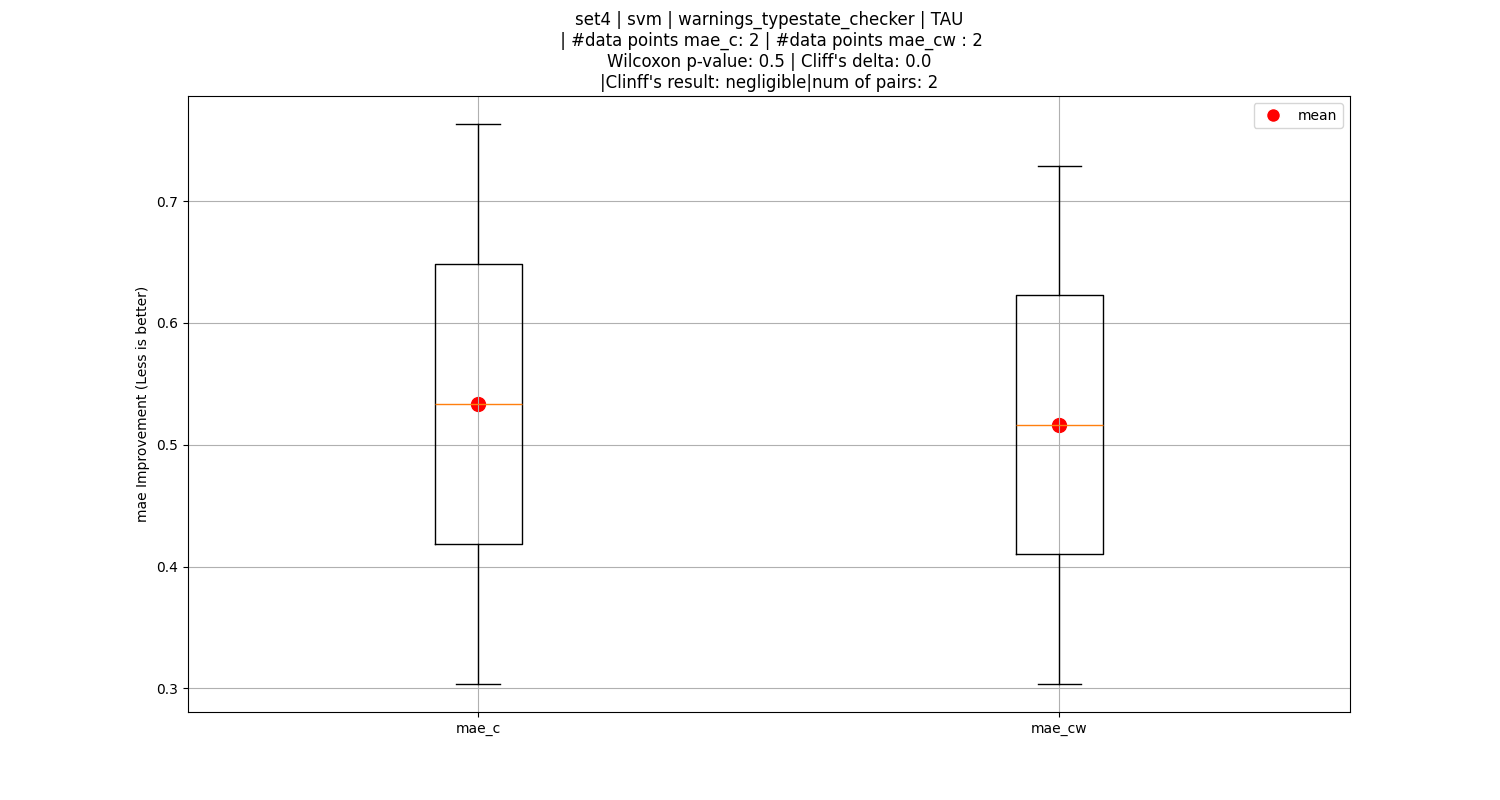 set4 | svm | warnings_typestate_checker | TAU
| #data points mae_c: 2 | #data points mae_cw : 2
Wilcoxon p-value: 0.5 | Cliff's delta: 0.0
|Clinff's result: negligible|num of pairs: 2
mean
mae Improvement (Less is better)
0.7
0.6
0.5
0.4
0.3
mae_c
mae_cw